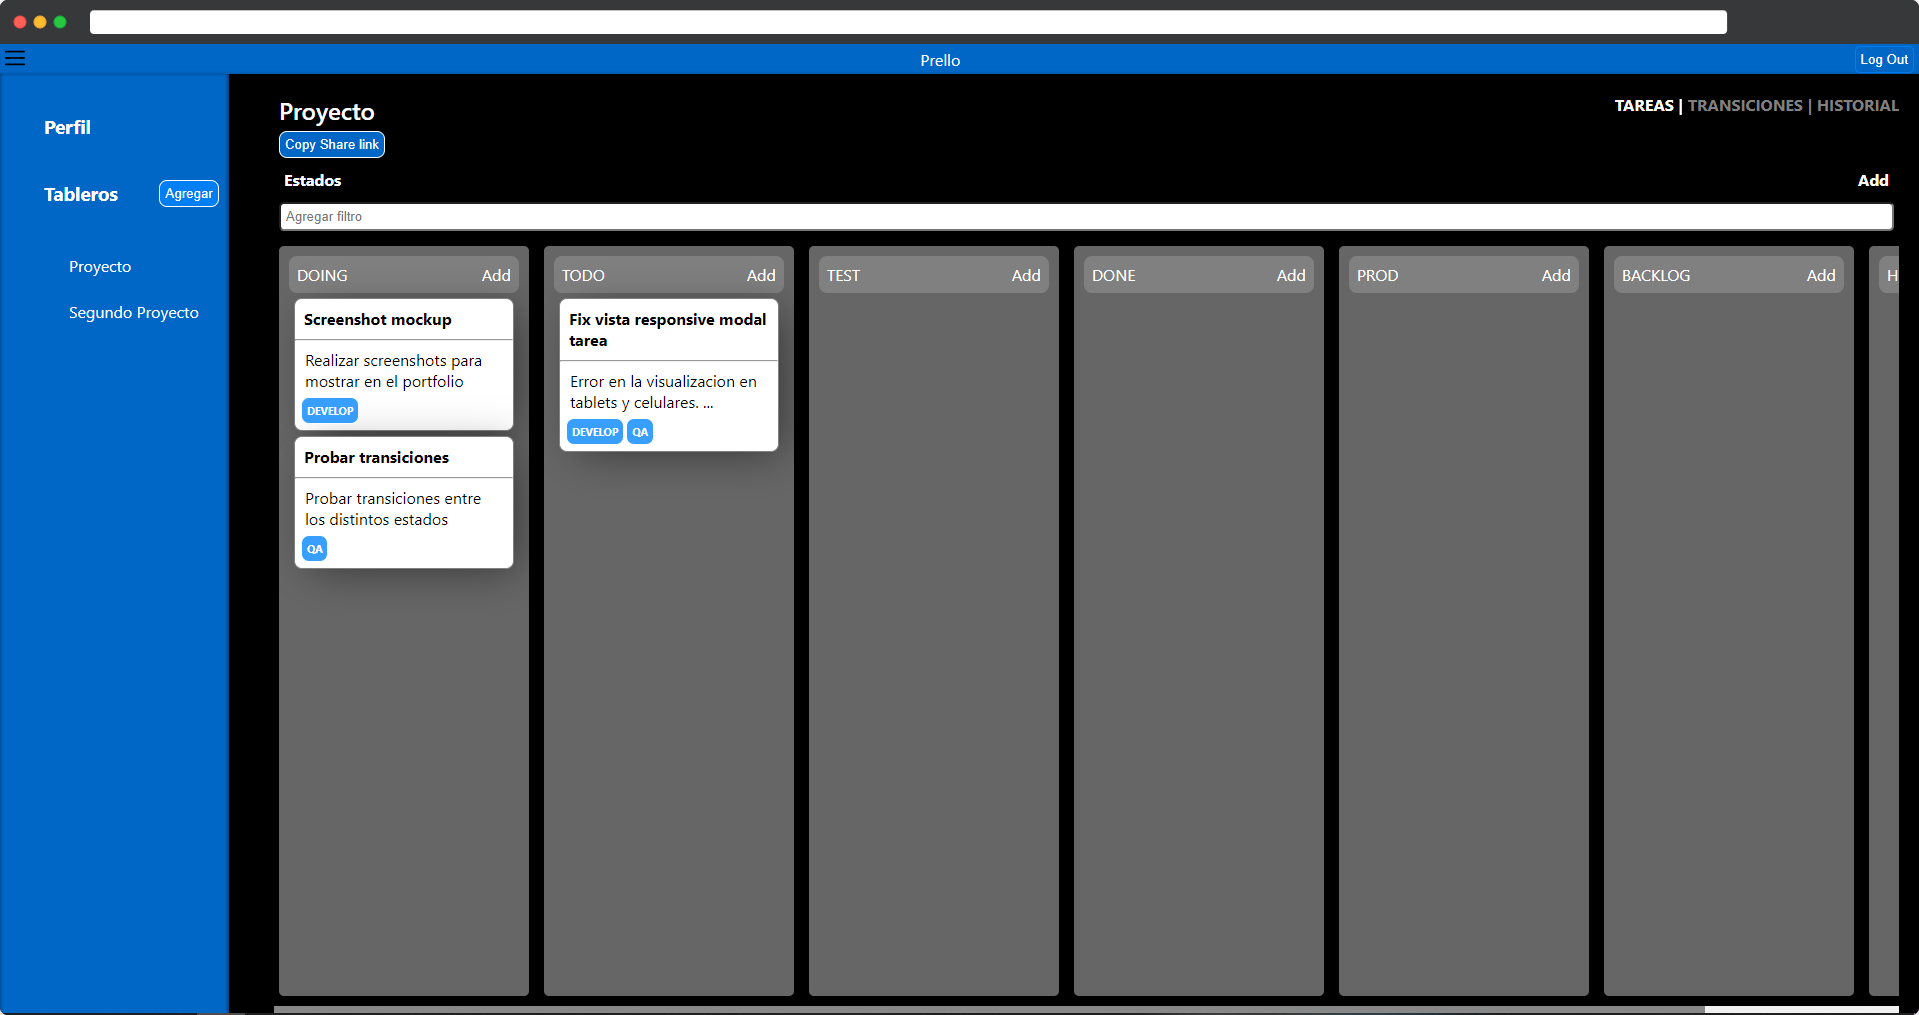 Prello
Log Out
Perfil
Tableros
Agregar
Proyecto
Segundo Proyecto
Proyecto
TAREAS | TRANSICIONES | HISTORIAL
Copy Share link
Estados
Add
Agregar filtro
DOING
Add
Screenshot mockup
Realizar screenshots para
mostrar en el portfolio
DEVELOP
Probar transiciones
Probar transiciones entre
los distintos estados
QA
TODO
Add
Fix vista responsive modal
tarea
Error en la visualizacion en
tablets y celulares. ...
DEVELOP QA
TEST
Add
DONE
Add
PROD
Add
BACKLOG
Add